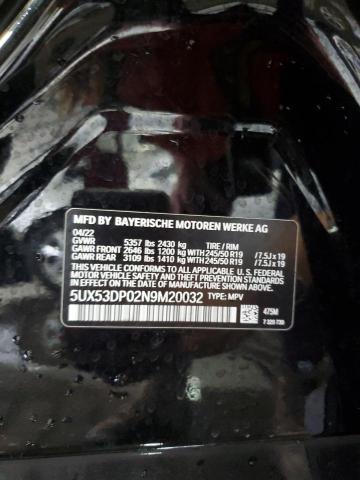 MFD BY BAYERISCHE MOTOREN WERKE AG
04/22
GVWR 5357 lbs 2430 kg TIRE / RIM
GAWR FRONT 2646 lbs 1200 kg WITH 245/50 R19 /7.5J x 19
GAWR REAR 3109 lbs 1410 kg WITH 245/50 R19 /7.5J x 19
THIS VEHICLE CONFORMS TO ALL APPLICABLE FEDERAL
MOTOR VEHICLE SAFETY AND THEFT PREVENTION STANDARDS
IN EFFECT ON THE DATE OF MANUFACTURE SHOWN ABOVE.
5UX53DP02N9M20032 TYPE: MPV
475M